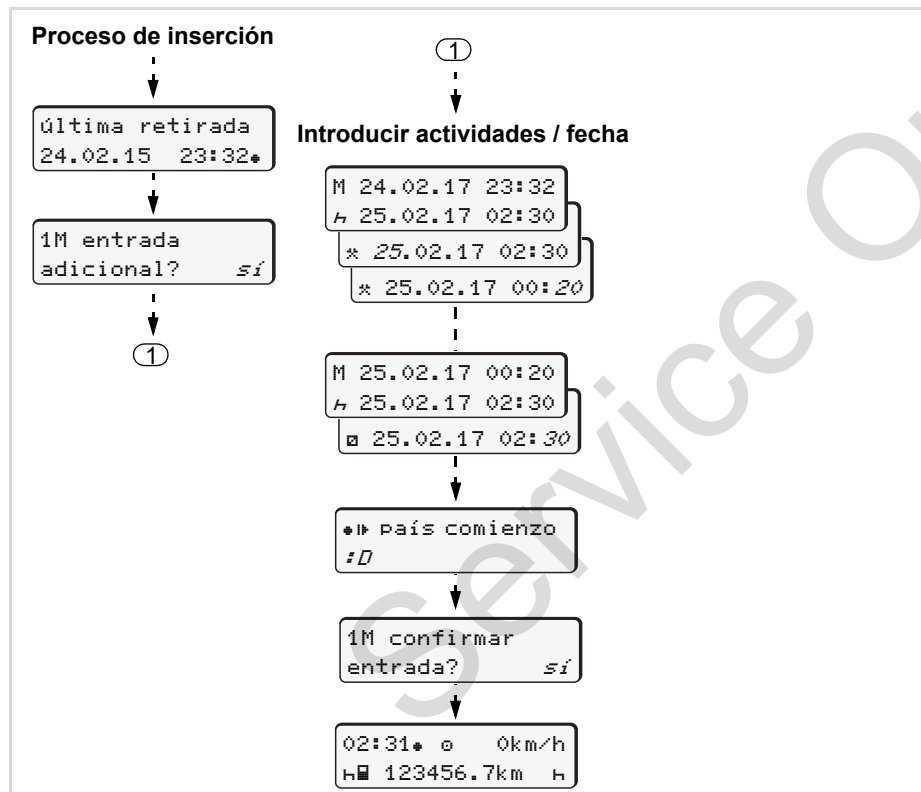 Proceso de inserción
última retirada
24.02.15 23:32
1M entrada
adicional? sí
1
1
Introducir actividades / fecha
M 24.02.17 23:32
25.02.17 02:30
25.02.17 02:30
25.02.17 00:20
M 25.02.17 00:20
25.02.17 02:30
25.02.17 02:30
país comienzo
:D
1M confirmar
entrada? sí
02:31 0km/h
123456.7km
Service O